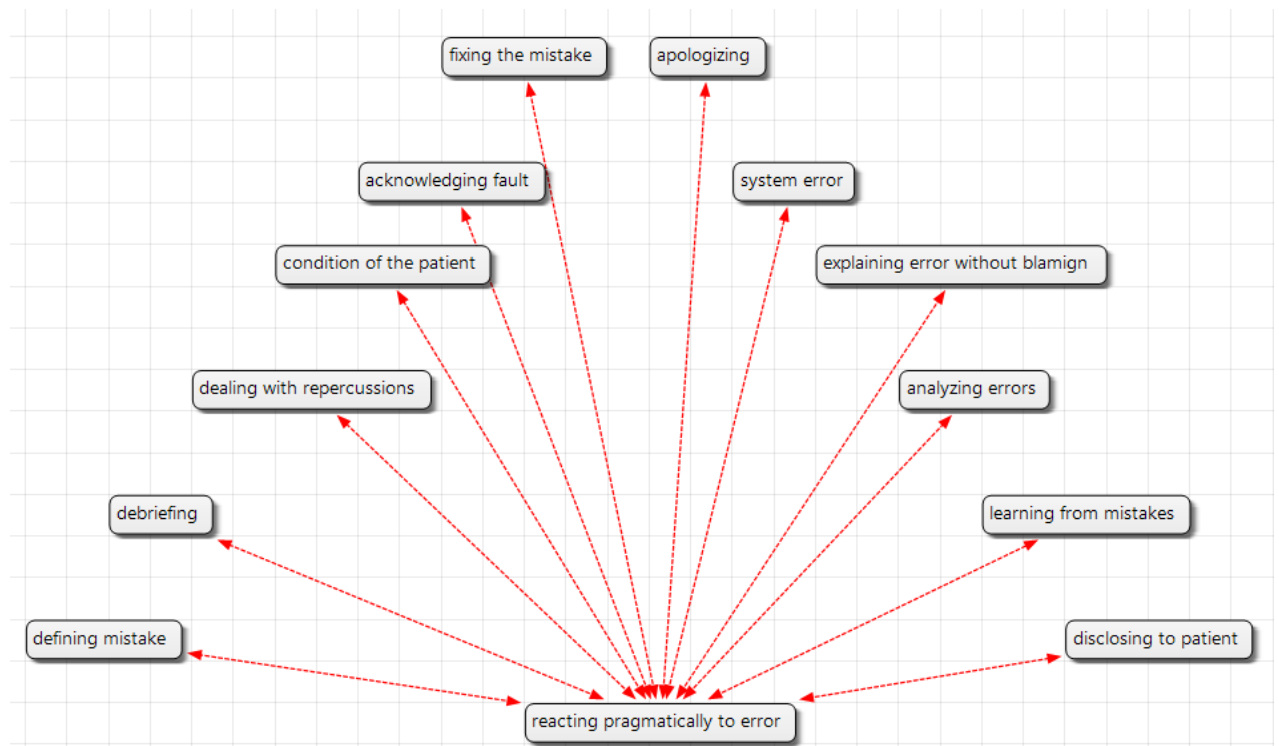 fixing the mistake
apologizing
acknowledging fault
system error
condition of the patient
explaining error without blamign
dealing with repercussions
analyzing errors
debriefing
learning from mistakes
defining mistake
disclosing to patient
reacting pragmatically to error